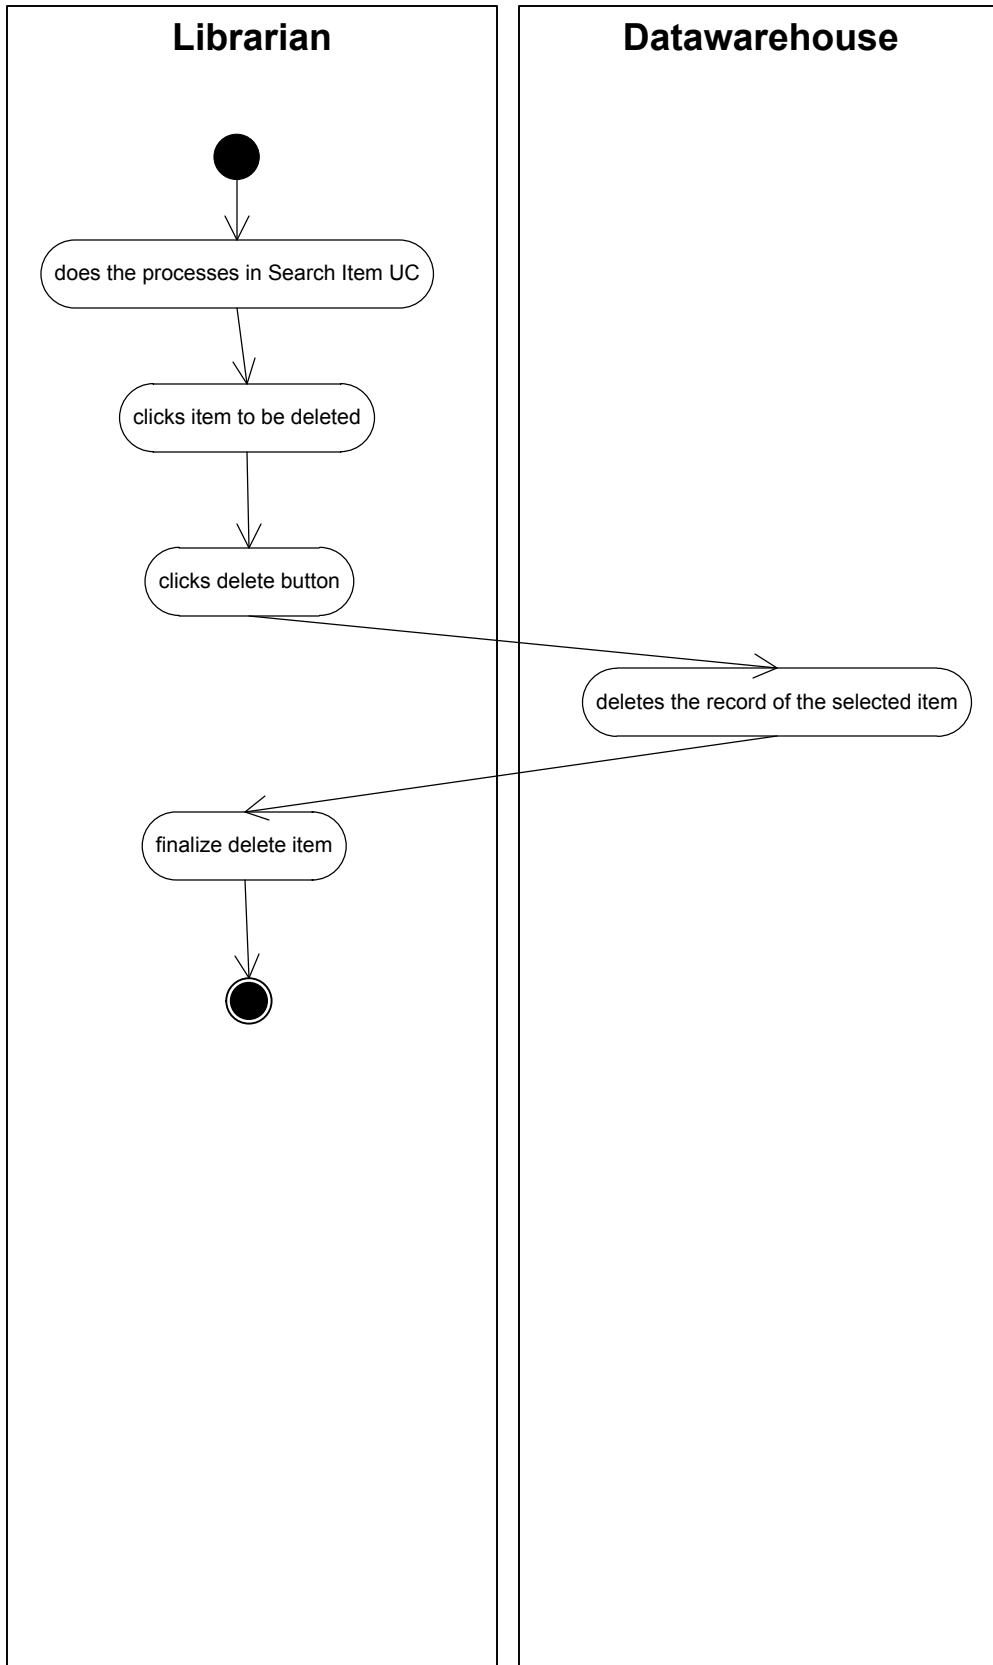 Librarian
Datawarehouse
does the processes in Search Item UC
clicks item to be deleted
clicks delete button
deletes the record of the selected item
finalize delete item